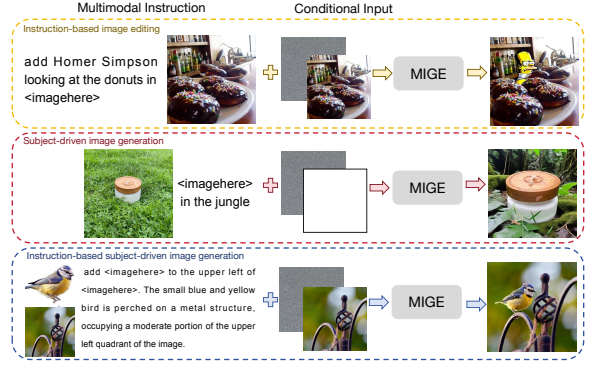 Multimodal Instruction
Conditional Input
Instruction-based image editing
add Homer Simpson
looking at the donuts in
<imagehere>
MIGE
Subject-driven image generation
<imagehere>
in the jungle
MIGE
Instruction-based subject-driven image generation
add <imagehere> to the upper left of
<imagehere>. The small blue and yellow
bird is perched on a metal structure,
occupying a moderate portion of the upper
left quadrant of the image.
MIGE